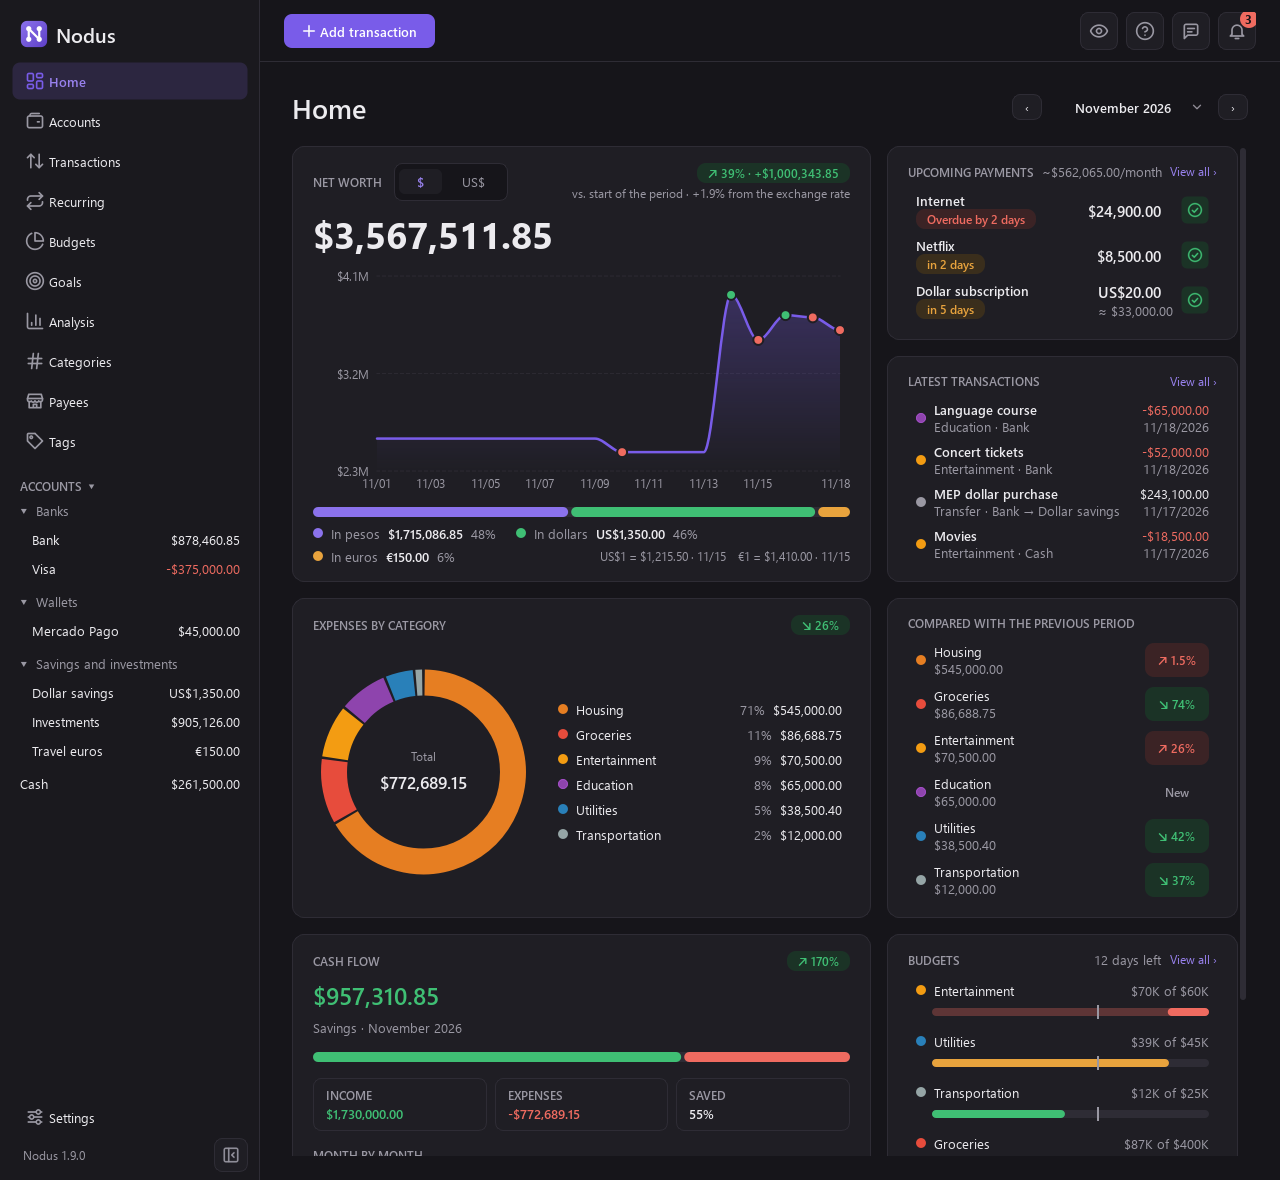 Nodus
Home
Accounts
Transactions
Recurring
Budgets
Goals
Analysis
Categories
Payees
Tags
ACCOUNTS ▼
▼ Banks
Bank $878,460.85
Visa -$375,000.00
▼ Wallets
Mercado Pago $45,000.00
▼ Savings and investments
Dollar savings US$1,350.00
Investments $905,126.00
Travel euros €150.00
Cash $261,500.00
Settings
Nodus 1.9.0
+ Add transaction
3
Home
‹ November 2026 ›
NET WORTH $ US$
↗ 39% · +$1,000,343.85
vs. start of the period · +1.9% from the exchange rate
$3,567,511.85
$4.1M
$3.2M
$2.3M
11/01 11/03 11/05 11/07 11/09 11/11 11/13 11/15 11/18
In pesos $1,715,086.85 48% In dollars US$1,350.00 46%
In euros €150.00 6% US$1 = $1,215.50 · 11/15 €1 = $1,410.00 · 11/15
UPCOMING PAYMENTS ~$562,065.00/month View all ›
Internet
Overdue by 2 days
$24,900.00
Netflix
in 2 days
$8,500.00
Dollar subscription
in 5 days
US$20.00
≈ $33,000.00
LATEST TRANSACTIONS View all ›
Language course -$65,000.00
Education · Bank 11/18/2026
Concert tickets -$52,000.00
Entertainment · Bank 11/18/2026
MEP dollar purchase $243,100.00
Transfer · Bank → Dollar savings 11/17/2026
Movies -$18,500.00
Entertainment · Cash 11/17/2026
EXPENSES BY CATEGORY ↘ 26%
Total
$772,689.15
Housing 71% $545,000.00
Groceries 11% $86,688.75
Entertainment 9% $70,500.00
Education 8% $65,000.00
Utilities 5% $38,500.40
Transportation 2% $12,000.00
COMPARED WITH THE PREVIOUS PERIOD
Housing
$545,000.00
↗ 1.5%
Groceries
$86,688.75
↘ 74%
Entertainment
$70,500.00
↗ 26%
Education
$65,000.00
New
Utilities
$38,500.40
↘ 42%
Transportation
$12,000.00
↘ 37%
CASH FLOW ↗ 170%
$957,310.85
Savings · November 2026
INCOME
$1,730,000.00
EXPENSES
-$772,689.15
SAVED
55%
MONTH BY MONTH
BUDGETS 12 days left View all ›
Entertainment $70K of $60K
Utilities $39K of $45K
Transportation $12K of $25K
Groceries $87K of $400K